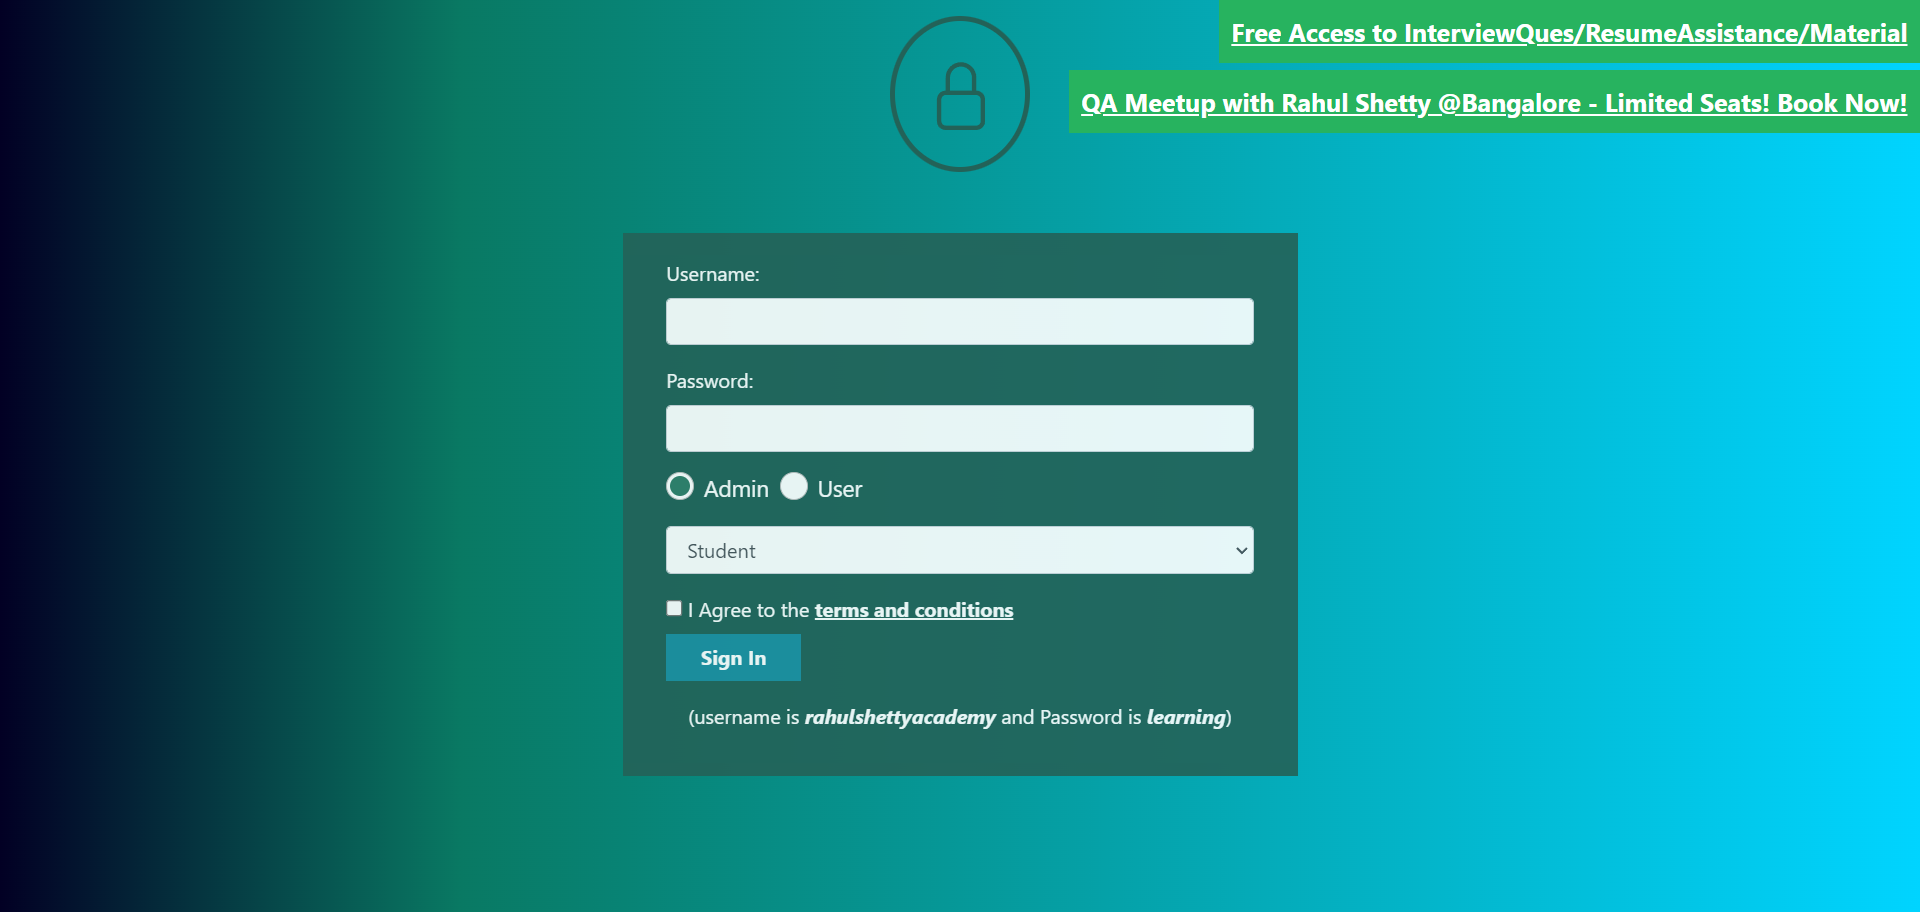 Free Access to InterviewQues/ResumeAssistance/Material
QA Meetup with Rahul Shetty @Bangalore - Limited Seats! Book Now!
Username:
Password:
Admin User
Student
I Agree to the terms and conditions
Sign In
(username is rahulshettyacademy and Password is learning)